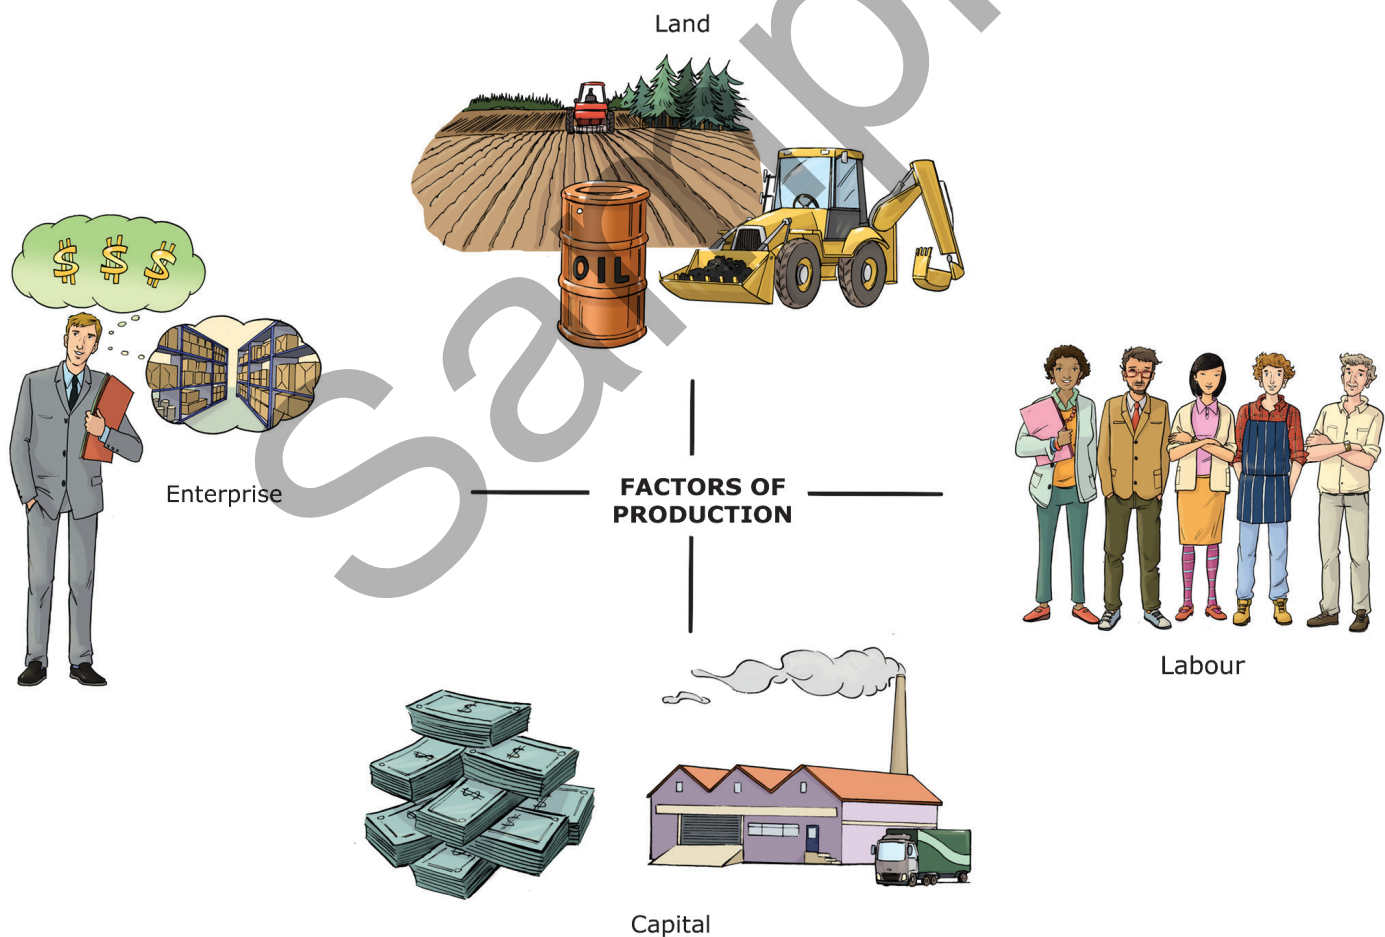 Land
OIL
$ $ $
Enterprise
FACTORS OF
PRODUCTION
Labour
$
$
$
$
$
$
$
Capital
Sample